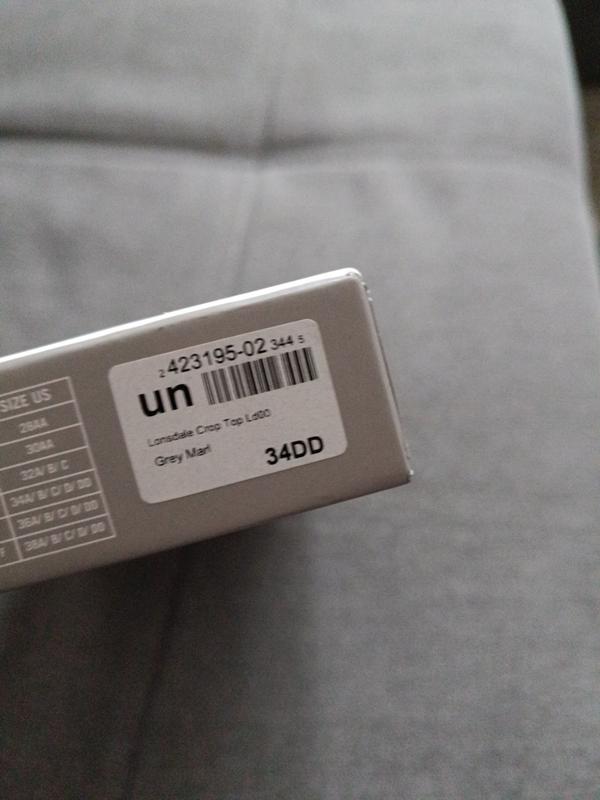 2 423195-02 344 5
un
Lonsdale Crop Top Ld00
Grey Marl
34DD
SIZE US
28AA
30AA
32A/ B/ C
34A/ B/ C/ D/ DD
36A/ B/ C/ D/ DD
F 38A/ B/ C/ D/ DD